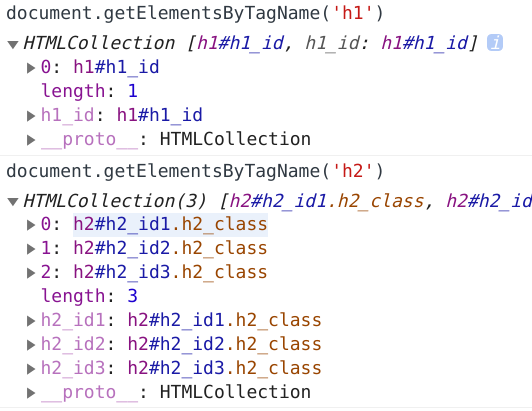 document.getElementsByTagName('h1')
HTMLCollection [h1#h1_id, h1_id: h1#h1_id] i
0: h1#h1_id
length: 1
h1_id: h1#h1_id
__proto__: HTMLCollection
document.getElementsByTagName('h2')
HTMLCollection(3) [h2#h2_id1.h2_class, h2#h2_id
0: h2#h2_id1.h2_class
1: h2#h2_id2.h2_class
2: h2#h2_id3.h2_class
length: 3
h2_id1: h2#h2_id1.h2_class
h2_id2: h2#h2_id2.h2_class
h2_id3: h2#h2_id3.h2_class
__proto__: HTMLCollection